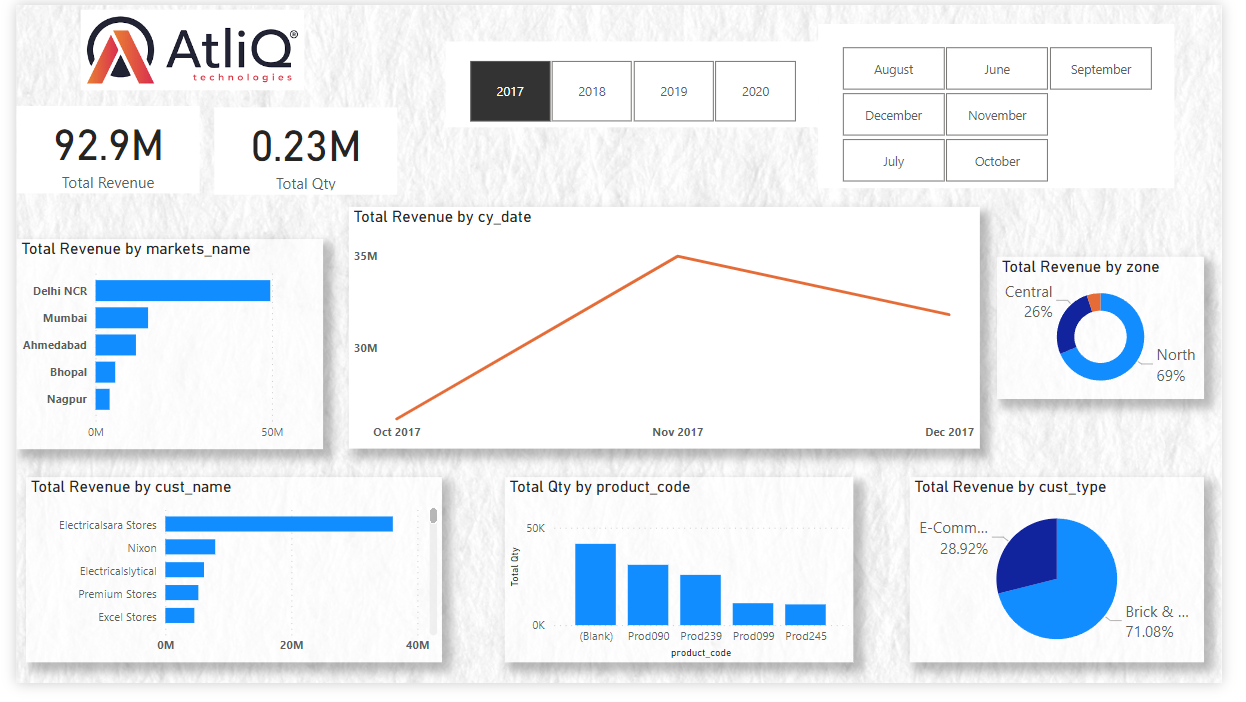 AtliQ®
technologies
92.9M
Total Revenue
0.23M
Total Qty
2017 2018 2019 2020
August June September
December November
July October
Total Revenue by markets_name
Delhi NCR
Mumbai
Ahmedabad
Bhopal
Nagpur
0M 50M
Total Revenue by cy_date
35M
30M
Oct 2017 Nov 2017 Dec 2017
Total Revenue by zone
Central
26%
North
69%
Total Revenue by cust_name
Electricalsara Stores
Nixon
Electricalslytical
Premium Stores
Excel Stores
0M 20M 40M
Total Qty by product_code
Total Qty
50K
0K
(Blank) Prod090 Prod239 Prod099 Prod245
product_code
Total Revenue by cust_type
E-Comm...
28.92%
Brick & ...
71.08%